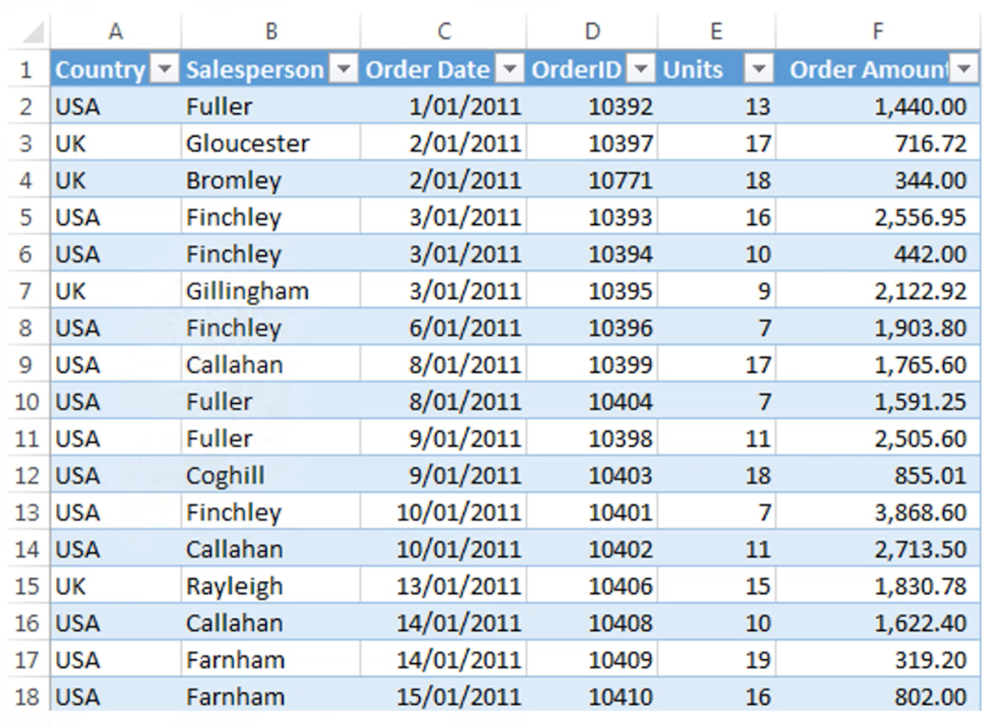 A B C D E F
1 Country Salesperson Order Date OrderID Units Order Amount
2 USA Fuller 1/01/2011 10392 13 1,440.00
3 UK Gloucester 2/01/2011 10397 17 716.72
4 UK Bromley 2/01/2011 10771 18 344.00
5 USA Finchley 3/01/2011 10393 16 2,556.95
6 USA Finchley 3/01/2011 10394 10 442.00
7 UK Gillingham 3/01/2011 10395 9 2,122.92
8 USA Finchley 6/01/2011 10396 7 1,903.80
9 USA Callahan 8/01/2011 10399 17 1,765.60
10 USA Fuller 8/01/2011 10404 7 1,591.25
11 USA Fuller 9/01/2011 10398 11 2,505.60
12 USA Coghill 9/01/2011 10403 18 855.01
13 USA Finchley 10/01/2011 10401 7 3,868.60
14 USA Callahan 10/01/2011 10402 11 2,713.50
15 UK Rayleigh 13/01/2011 10406 15 1,830.78
16 USA Callahan 14/01/2011 10408 10 1,622.40
17 USA Farnham 14/01/2011 10409 19 319.20
18 USA Farnham 15/01/2011 10410 16 802.00